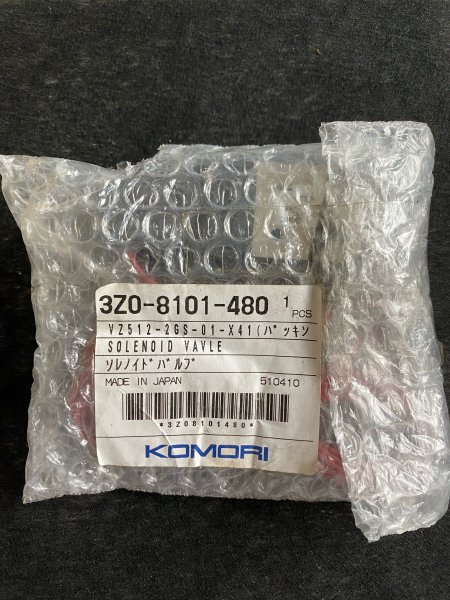 3Z0-8101-480 1
PCS
VZ512-2GS-01-X41(パッキン
SOLENOID VAVLE
ソレノイドバルブ
MADE IN JAPAN 510410
*3Z08101480*
KOMORI